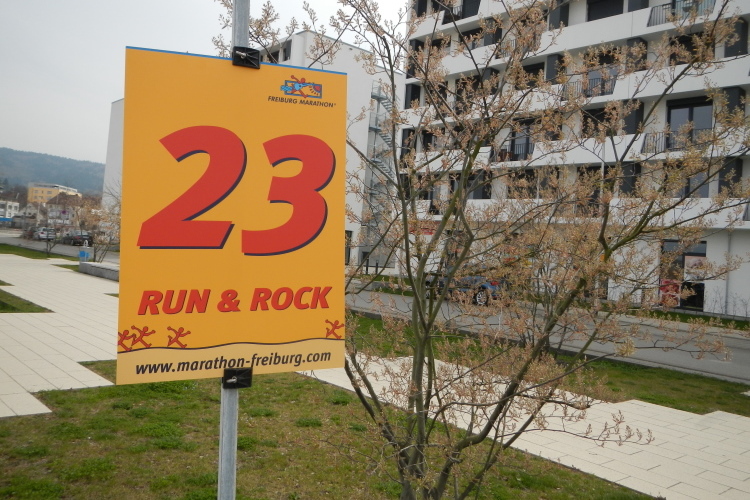 FREIBURG MARATHON®
23
RUN & ROCK
www.marathon-freiburg.com